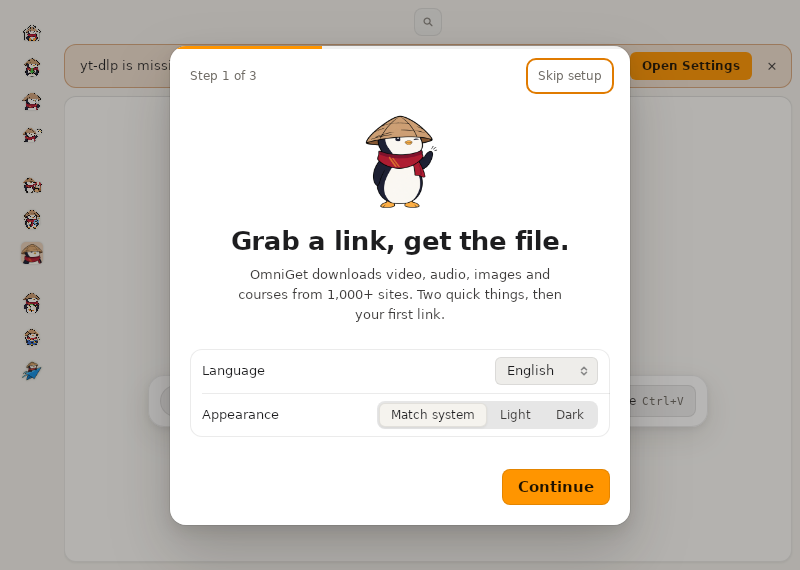 yt-dlp is missi
Open Settings
Step 1 of 3
Skip setup
Grab a link, get the file.
OmniGet downloads video, audio, images and
courses from 1,000+ sites. Two quick things, then
your first link.
Language
English
Appearance
Match system
Light
Dark
Ctrl+V
Continue